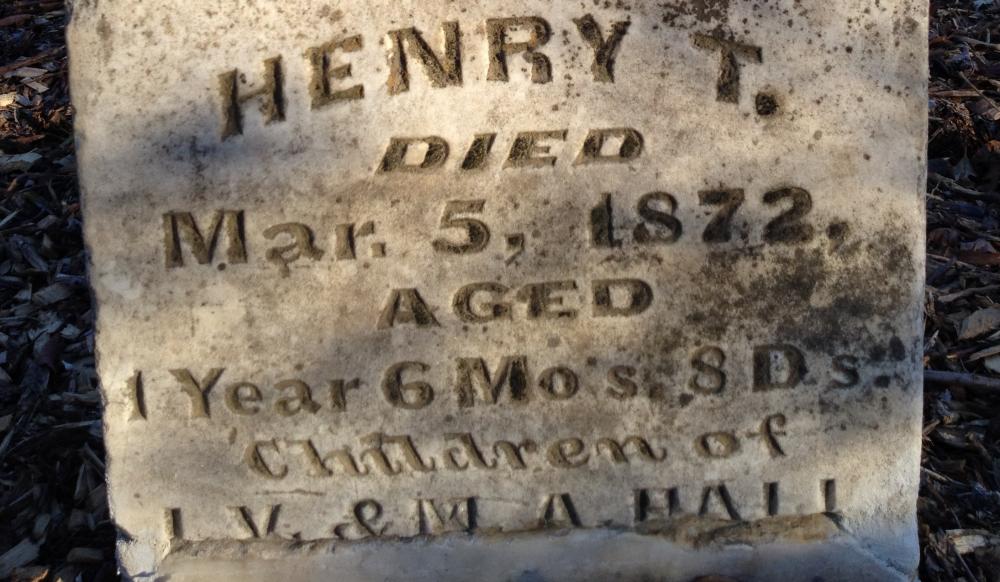 HENRY T.
DIED
Mar. 5, 1872,
AGED
1 Year 6 Mo's. 8 Ds.
Children of
& M. A. HALL